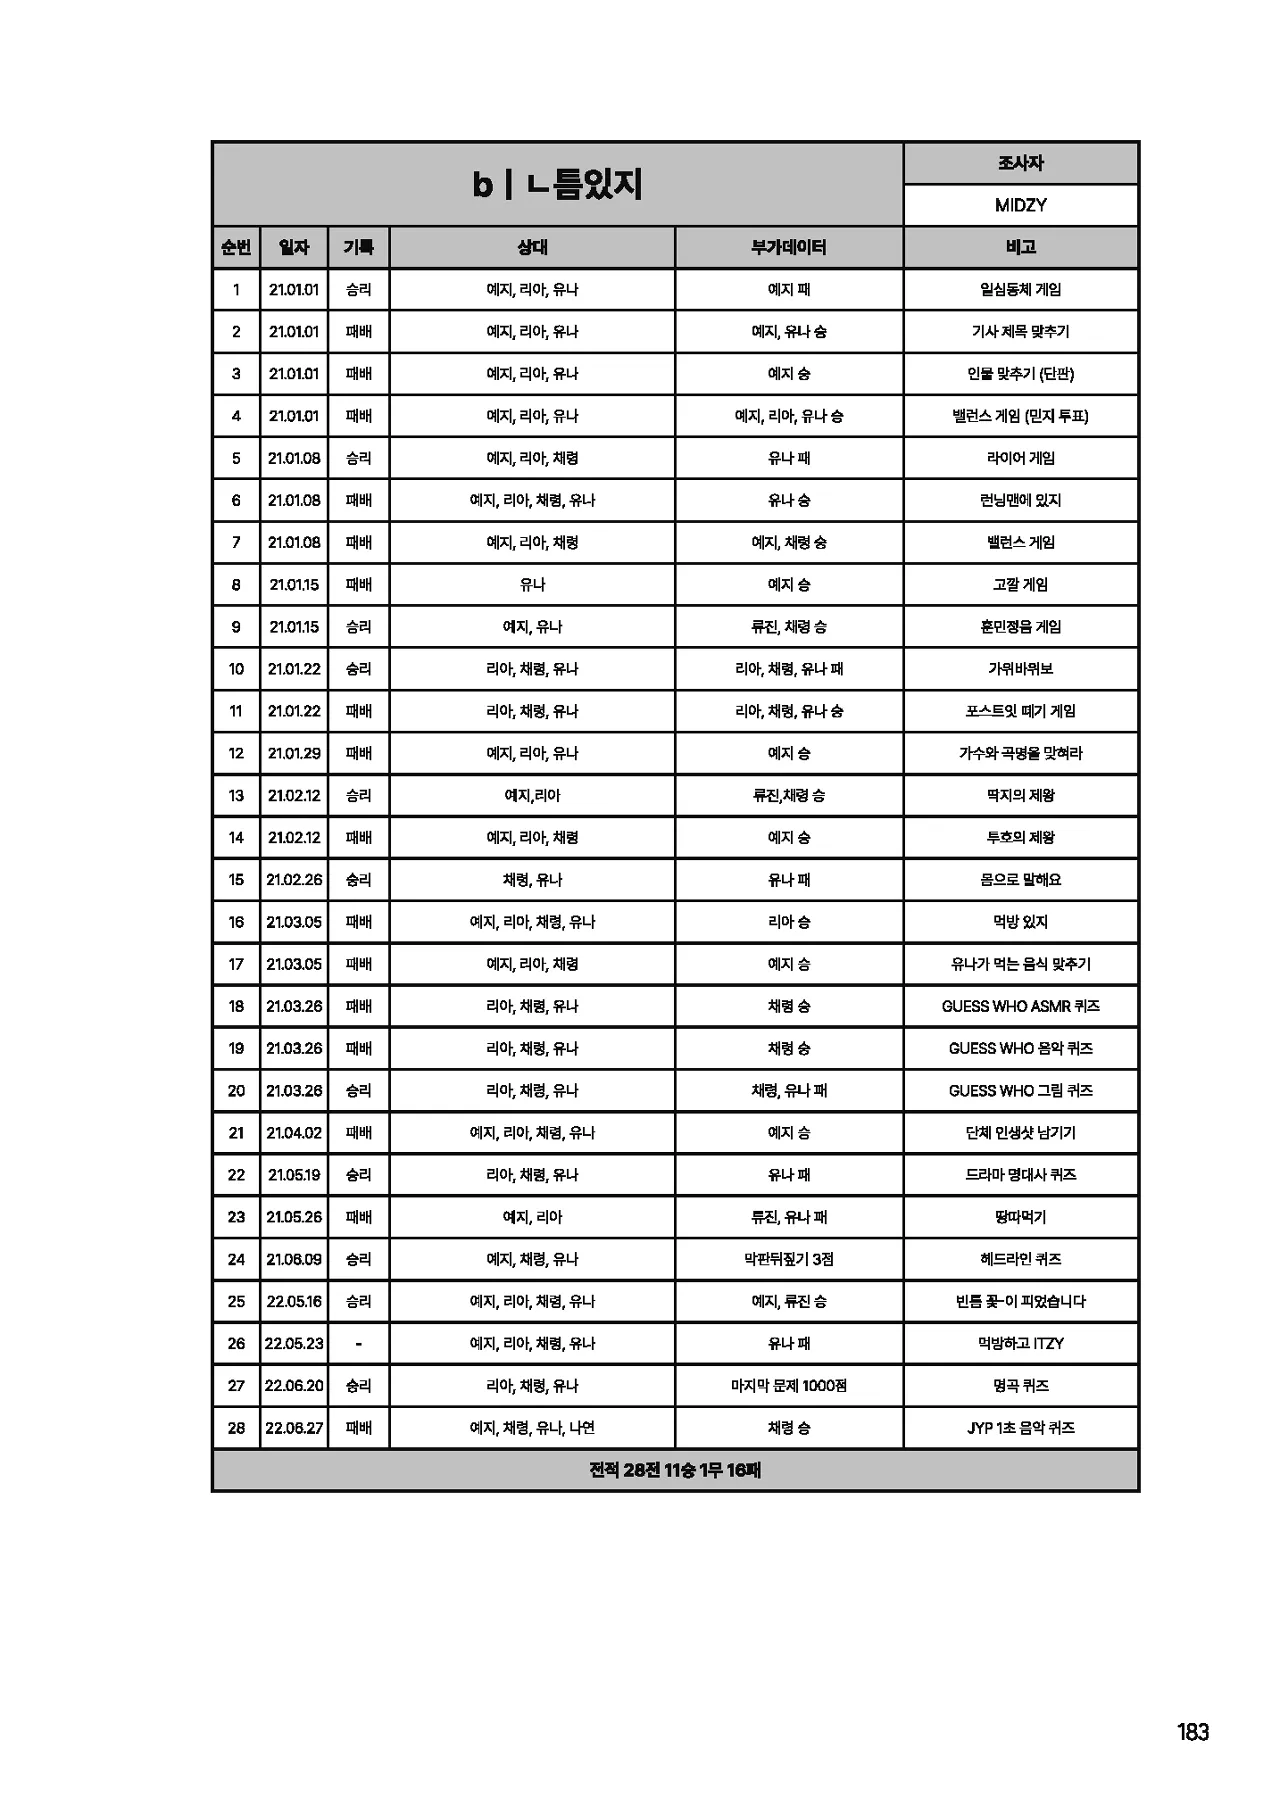 bㅣㄴ틈있지 조사자
MIDZY
순번 일자 기록 상대 부가데이터 비고
1 21.01.01 승리 예지, 리아, 유나 예지 패 일심동체 게임
2 21.01.01 패배 예지, 리아, 유나 예지, 유나 승 기사 제목 맞추기
3 21.01.01 패배 예지, 리아, 유나 예지 승 인물 맞추기 (단판)
4 21.01.01 패배 예지, 리아, 유나 예지, 리아, 유나 승 밸런스 게임 (믿지 투표)
5 21.01.08 승리 예지, 리아, 채령 유나 패 라이어 게임
6 21.01.08 패배 예지, 리아, 채령, 유나 유나 승 런닝맨에 있지
7 21.01.08 패배 예지, 리아, 채령 예지, 채령 승 밸런스 게임
8 21.01.15 패배 유나 예지 승 고깔 게임
9 21.01.15 승리 예지, 유나 류진, 채령 승 훈민정음 게임
10 21.01.22 승리 리아, 채령, 유나 리아, 채령, 유나 패 가위바위보
11 21.01.22 패배 리아, 채령, 유나 리아, 채령, 유나 승 포스트잇 떼기 게임
12 21.01.29 패배 예지, 리아, 유나 예지 승 가수와 곡명을 맞혀라
13 21.02.12 승리 예지,리아 류진,채령 승 딱지의 제왕
14 21.02.12 패배 예지, 리아, 채령 예지 승 투호의 제왕
15 21.02.26 승리 채령, 유나 유나 패 몸으로 말해요
16 21.03.05 패배 예지, 리아, 채령, 유나 리아 승 먹방 있지
17 21.03.05 패배 예지, 리아, 채령 예지 승 유나가 먹는 음식 맞추기
18 21.03.26 패배 리아, 채령, 유나 채령 승 GUESS WHO ASMR 퀴즈
19 21.03.26 패배 리아, 채령, 유나 채령 승 GUESS WHO 음악 퀴즈
20 21.03.26 승리 리아, 채령, 유나 채령, 유나 패 GUESS WHO 그림 퀴즈
21 21.04.02 패배 예지, 리아, 채령, 유나 예지 승 단체 인생샷 남기기
22 21.05.19 승리 리아, 채령, 유나 유나 패 드라마 명대사 퀴즈
23 21.05.26 패배 예지, 리아 류진, 유나 패 땅따먹기
24 21.06.09 승리 예지, 채령, 유나 막판뒤짚기 3점 헤드라인 퀴즈
25 22.05.16 승리 예지, 리아, 채령, 유나 예지, 류진 승 빈틈 꽃-이 피었습니다
26 22.05.23 - 예지, 리아, 채령, 유나 유나 패 먹방하고 ITZY
27 22.06.20 승리 리아, 채령, 유나 마지막 문제 1000점 명곡 퀴즈
28 22.06.27 패배 예지, 채령, 유나, 나연 채령 승 JYP 1초 음악 퀴즈
전적 28전 11승 1무 16패
183